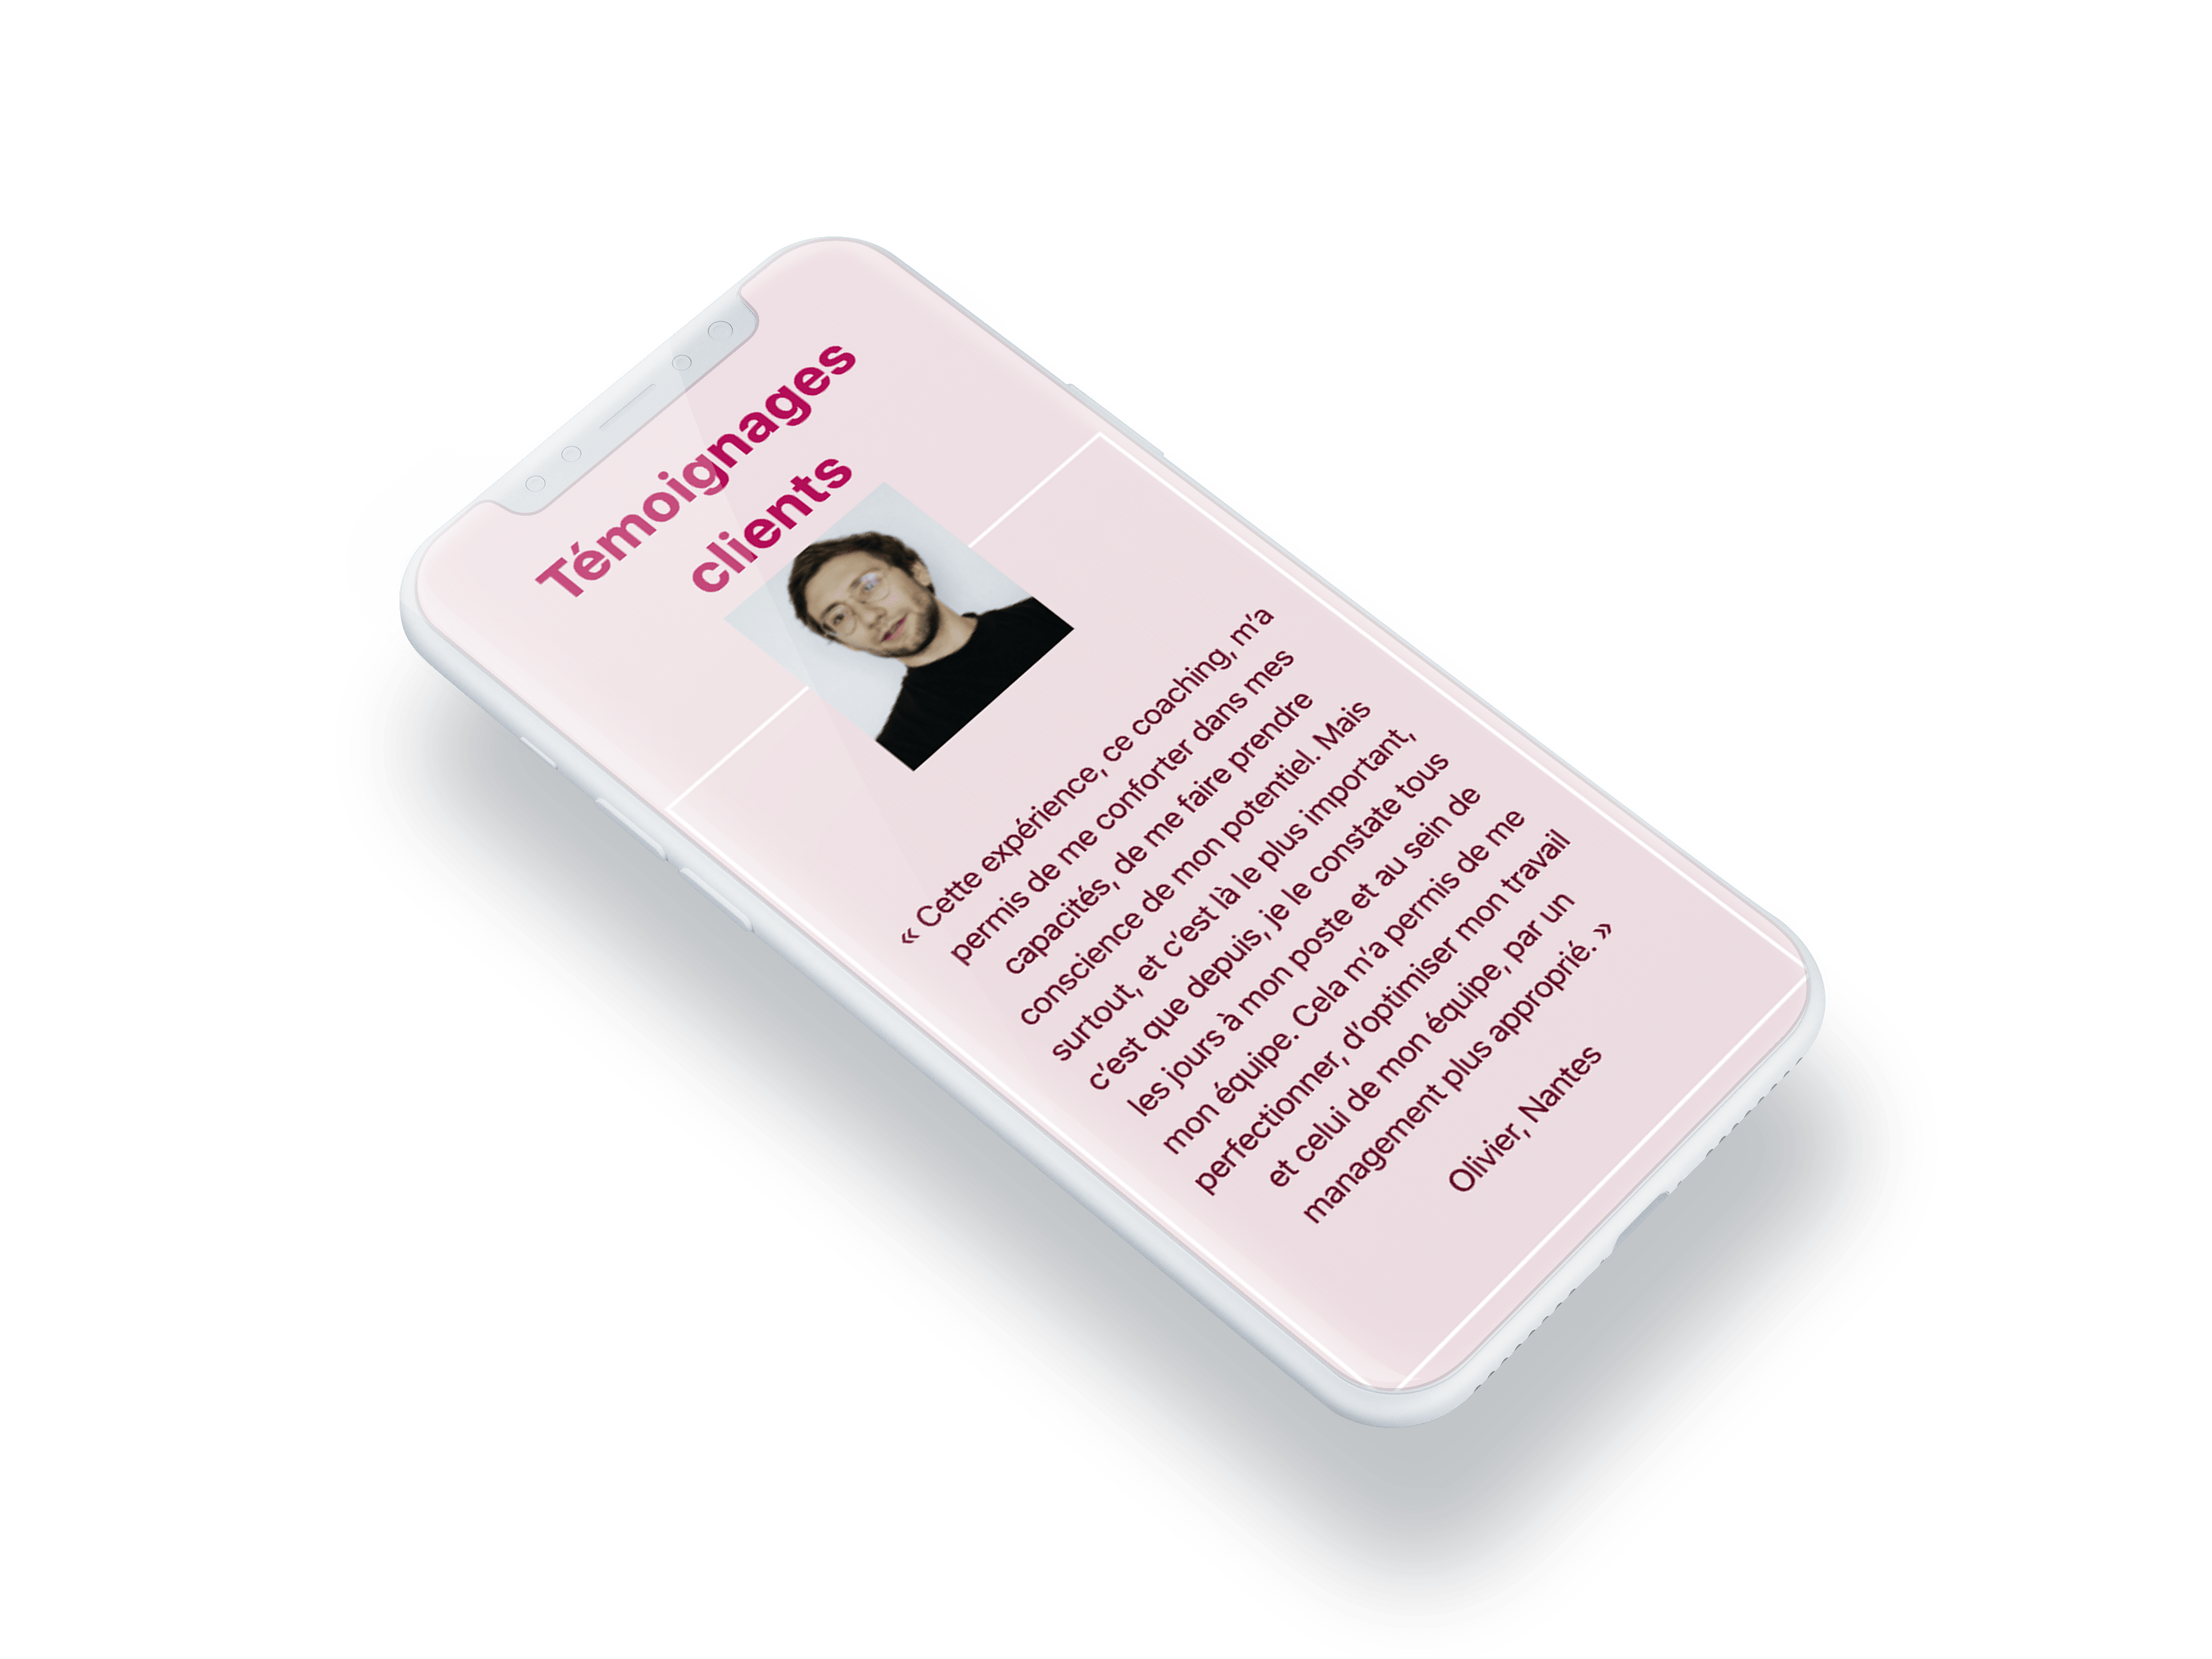 Témoignages
clients
« Cette expérience, ce coaching, m'a
permis de me conforter dans mes
capacités, de me faire prendre
conscience de mon potentiel. Mais
surtout, et c'est là le plus important,
c'est que depuis, je le constate tous
les jours à mon poste et au sein de
mon équipe. Cela m'a permis de me
perfectionner, d'optimiser mon travail
et celui de mon équipe, par un
management plus approprié. »
Olivier, Nantes